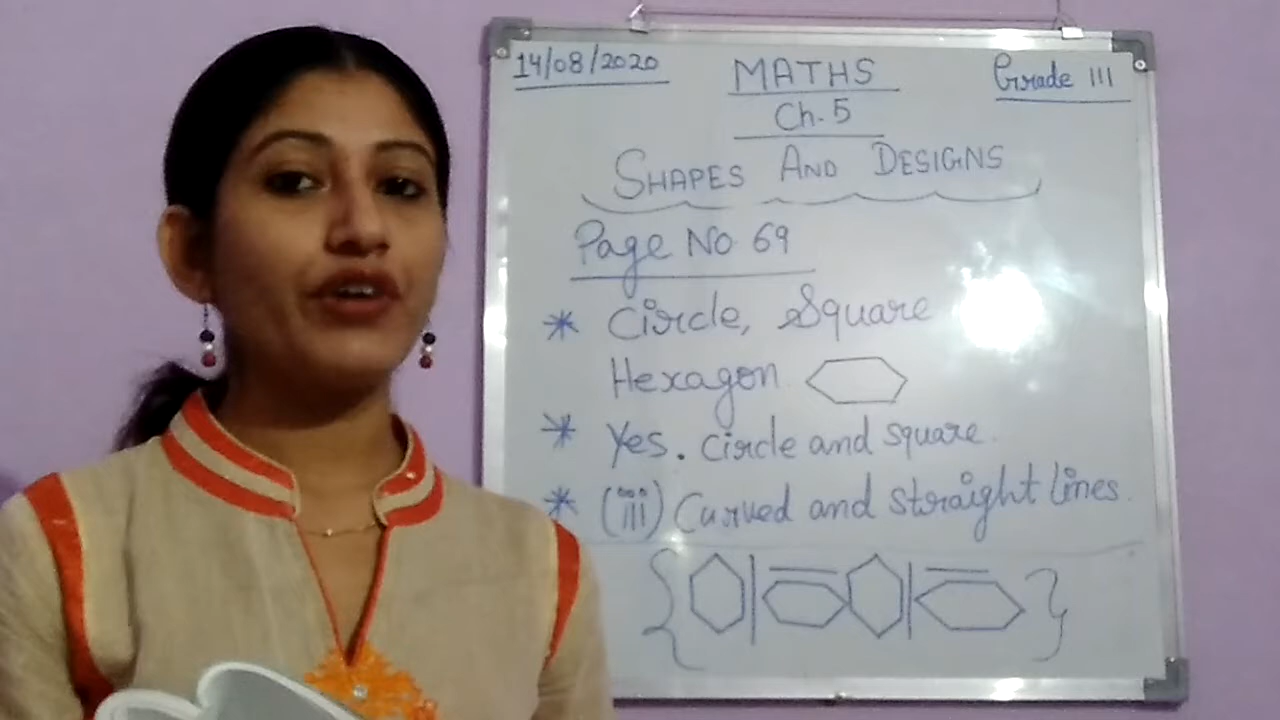 14/08/2020 MATHS Grade III
Ch. 5
SHAPES AND DESIGNS
Page No 69
* Circle, Square
Hexagon
* Yes. Circle and square.
* (iii) Curved and straight lines.